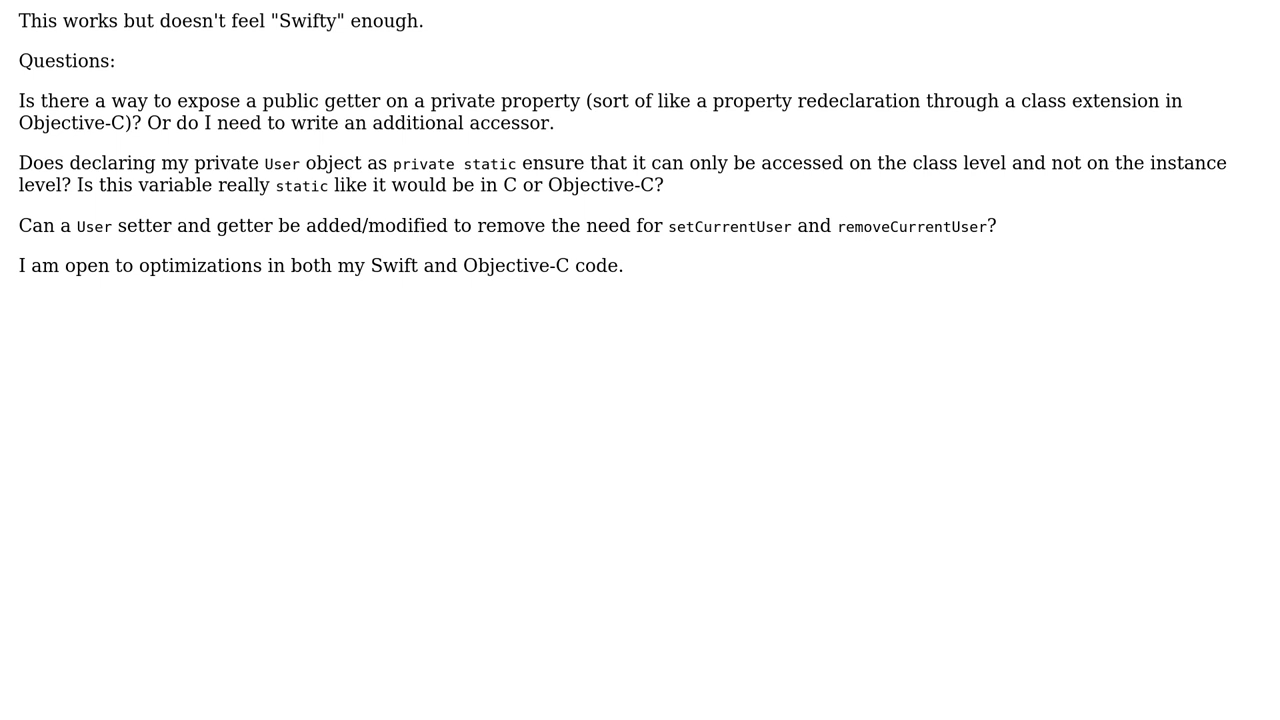 This works but doesn't feel "Swifty" enough.
Questions:
Is there a way to expose a public getter on a private property (sort of like a property redeclaration through a class extension in
Objective-C)? Or do I need to write an additional accessor.
Does declaring my private User object as private static ensure that it can only be accessed on the class level and not on the instance
level? Is this variable really static like it would be in C or Objective-C?
Can a User setter and getter be added/modified to remove the need for setCurrentUser and removeCurrentUser?
I am open to optimizations in both my Swift and Objective-C code.